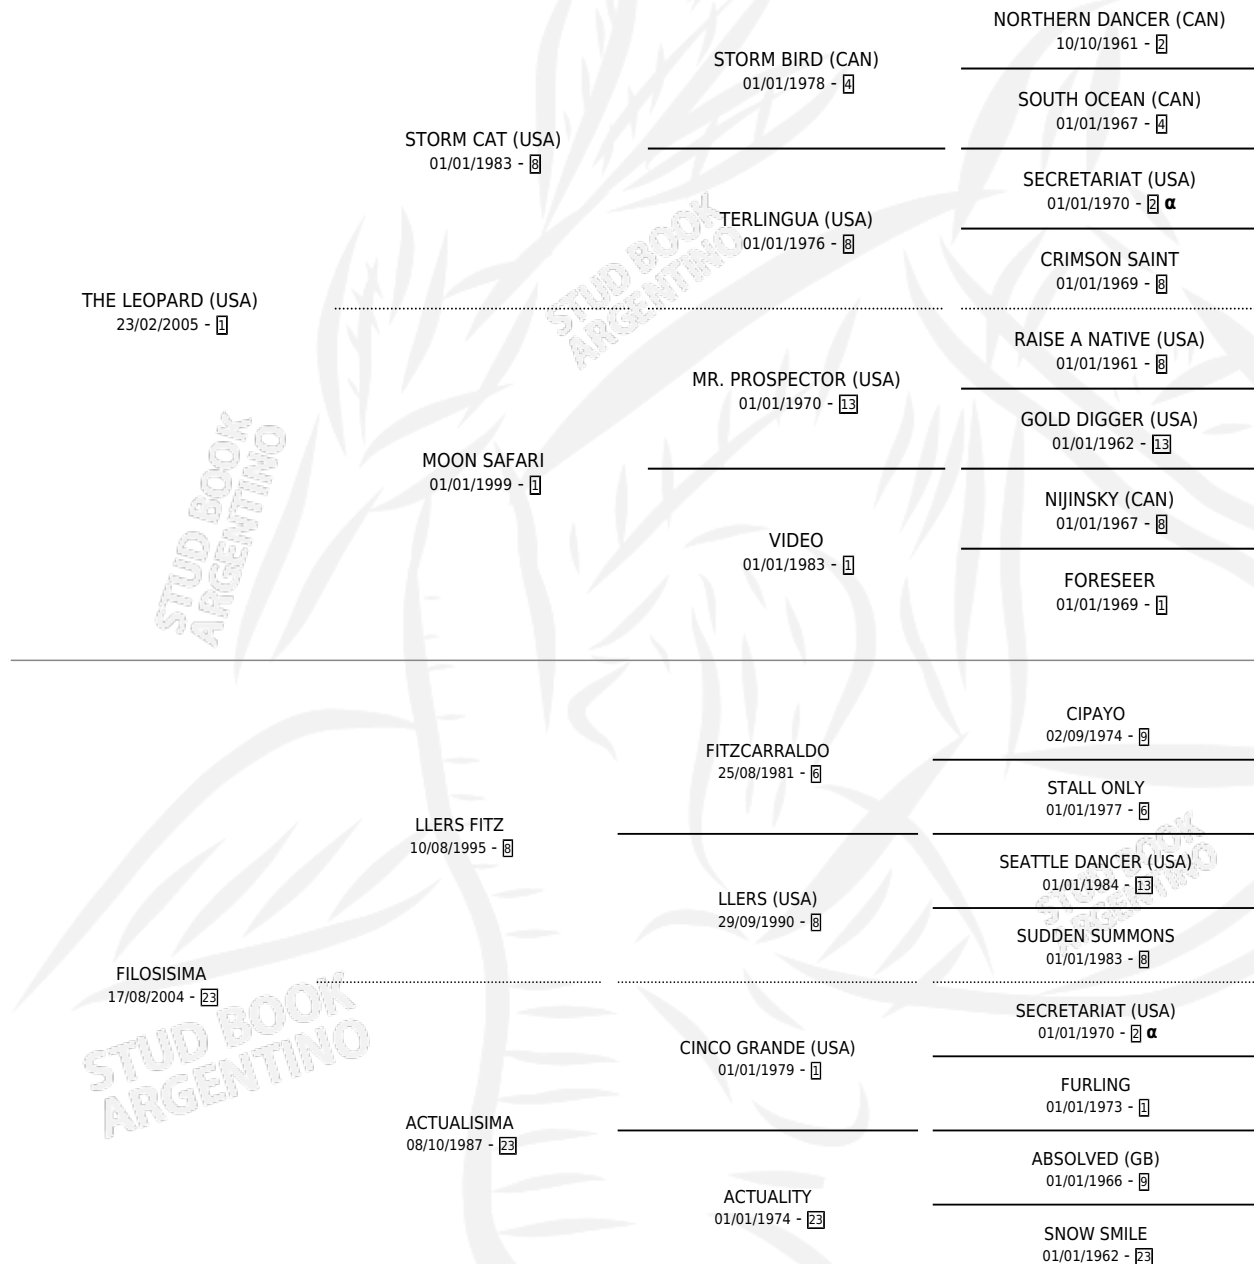 NORTHERN DANCER (CAN)
10/10/1961 - 2
STORM BIRD (CAN)
01/01/1978 - 4
SOUTH OCEAN (CAN)
01/01/1967 - 4
STORM CAT (USA)
01/01/1983 - 8
SECRETARIAT (USA)
01/01/1970 - 2 α
TERLINGUA (USA)
01/01/1976 - 8
CRIMSON SAINT
01/01/1969 - 8
THE LEOPARD (USA)
23/02/2005 - 1
RAISE A NATIVE (USA)
01/01/1961 - 8
MR. PROSPECTOR (USA)
01/01/1970 - 13
GOLD DIGGER (USA)
01/01/1962 - 13
MOON SAFARI
01/01/1999 - 1
NIJINSKY (CAN)
01/01/1967 - 8
VIDEO
01/01/1983 - 1
FORESEER
01/01/1969 - 1
STUD BOOK
ARGENTINO
STUD BOOK
ARGENTINO
CIPAYO
02/09/1974 - 9
FITZCARRALDO
25/08/1981 - 6
STALL ONLY
01/01/1977 - 6
LLERS FITZ
10/08/1995 - 8
SEATTLE DANCER (USA)
01/01/1984 - 13
LLERS (USA)
29/09/1990 - 8
SUDDEN SUMMONS
01/01/1983 - 8
FILOSISIMA
17/08/2004 - 23
SECRETARIAT (USA)
01/01/1970 - 2 α
CINCO GRANDE (USA)
01/01/1979 - 1
FURLING
01/01/1973 - 1
ACTUALISIMA
08/10/1987 - 23
ABSOLVED (GB)
01/01/1966 - 9
ACTUALITY
01/01/1974 - 23
SNOW SMILE
01/01/1962 - 23
STUD BOOK
ARGENTINO
STUD BOOK
ARGENTINO